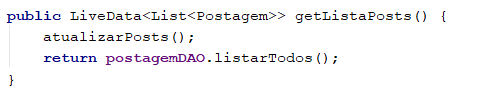 public LiveData<List<Postagem>> getListaPosts() {
    atualizarPosts();
    return postagemDAO.listarTodos();
}